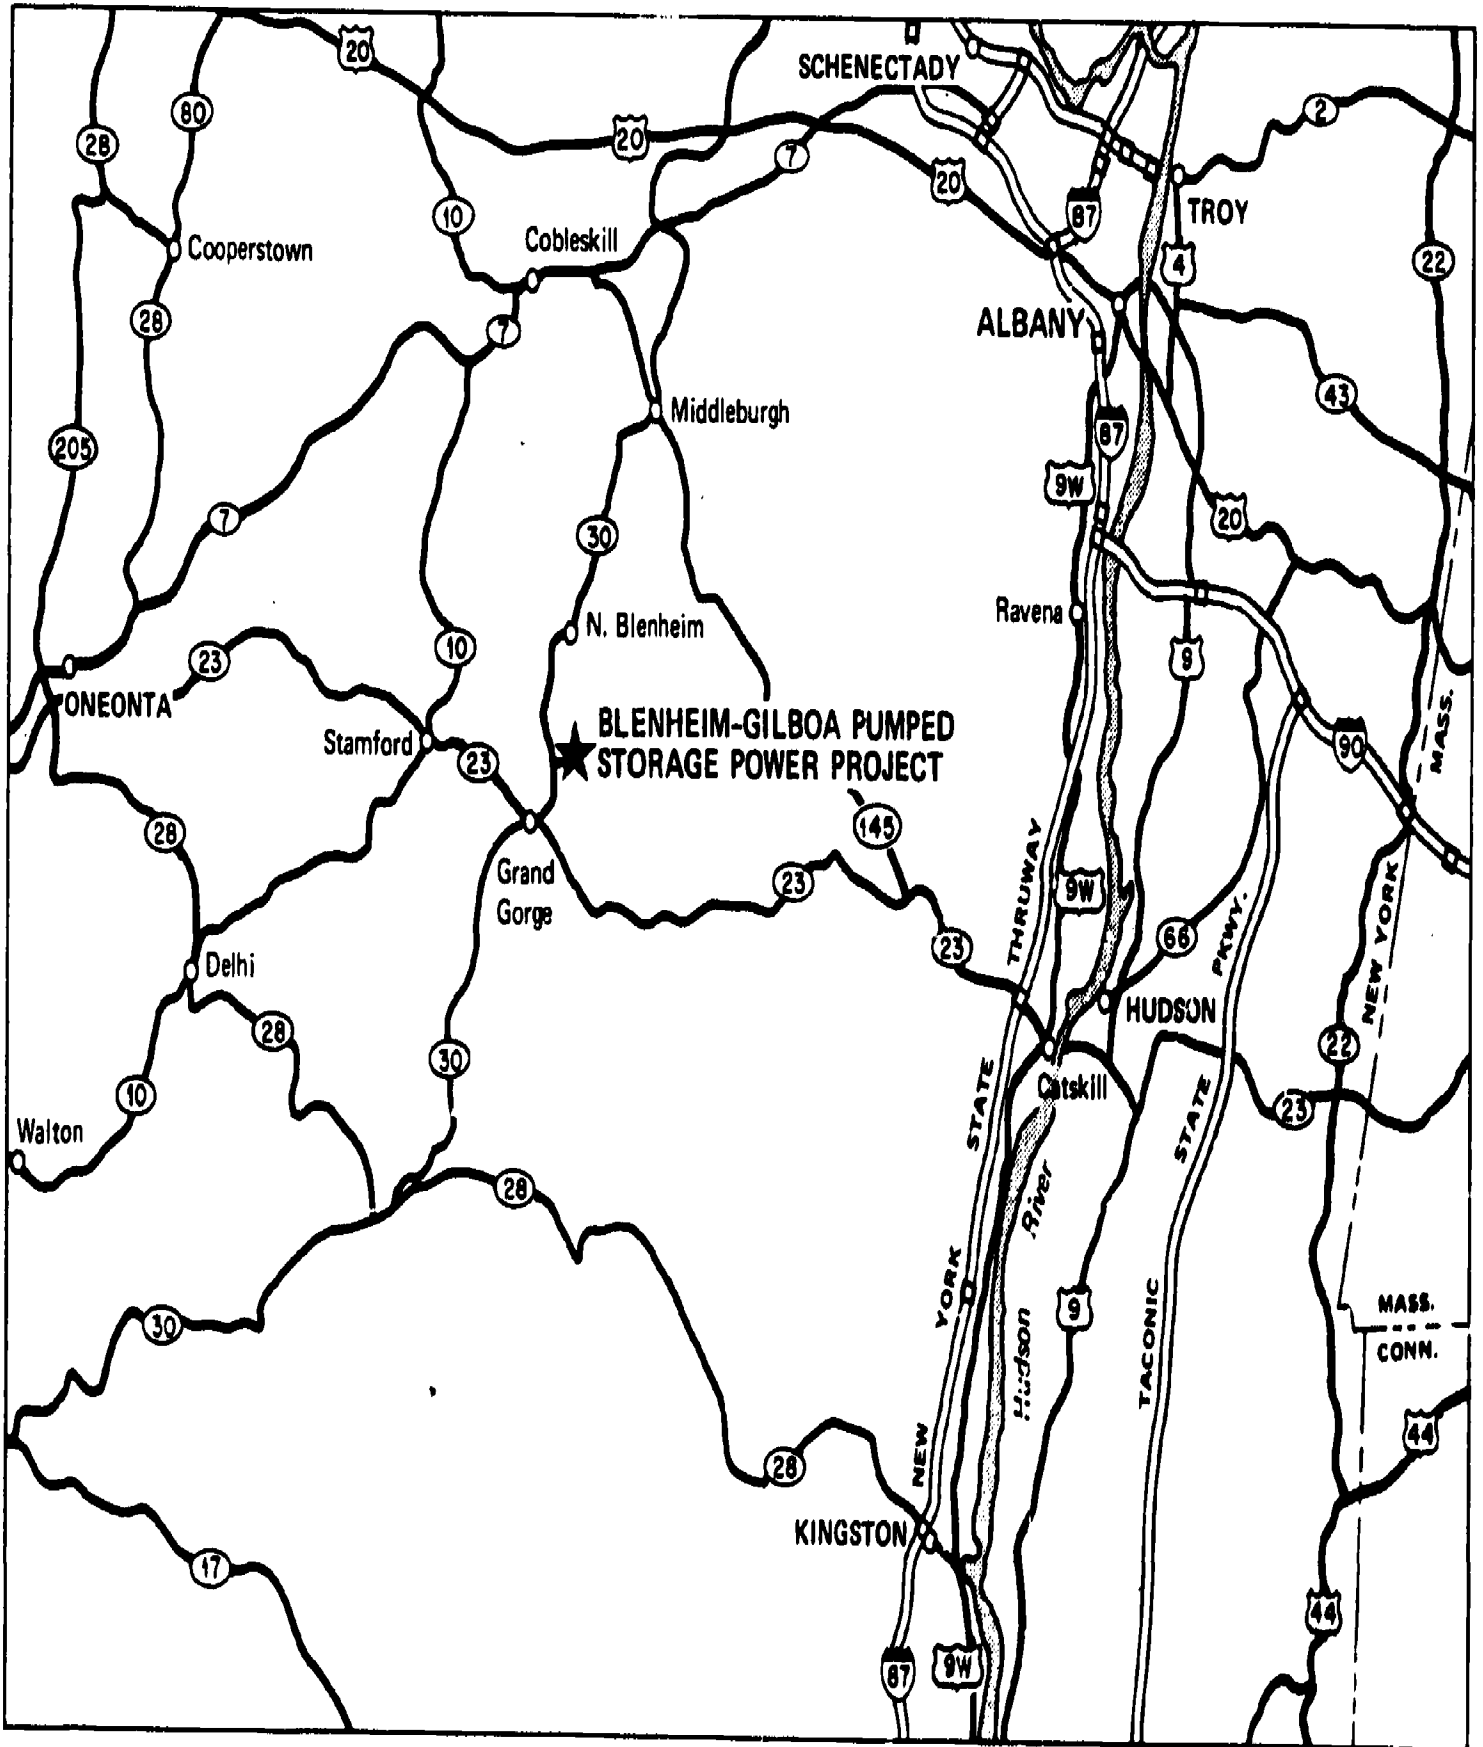 20
SCHENECTADY
80
2
28
20
7
20
87
TROY
10
Cooperstown
Cobleskill
4
22
28
7
ALBANY
43
Middleburgh
87
205
9W
7
20
30
Ravena
N. Blenheim
10
23
9
ONEONTA
BLENHEIM-GILBOA PUMPED
STORAGE POWER PROJECT
Stamford
23
90
MASS.
28
145
Grand
Gorge
23
9W
THRUWAY
NEW YORK
66
PKWY.
23
Delhi
HUDSON
28
22
30
Catskill
STATE
STATE
10
23
Walton
28
River
YORK
9
TACONIC
MASS.
CONN.
30
Hudson
44
NEW
28
KINGSTON
17
44
87
9W